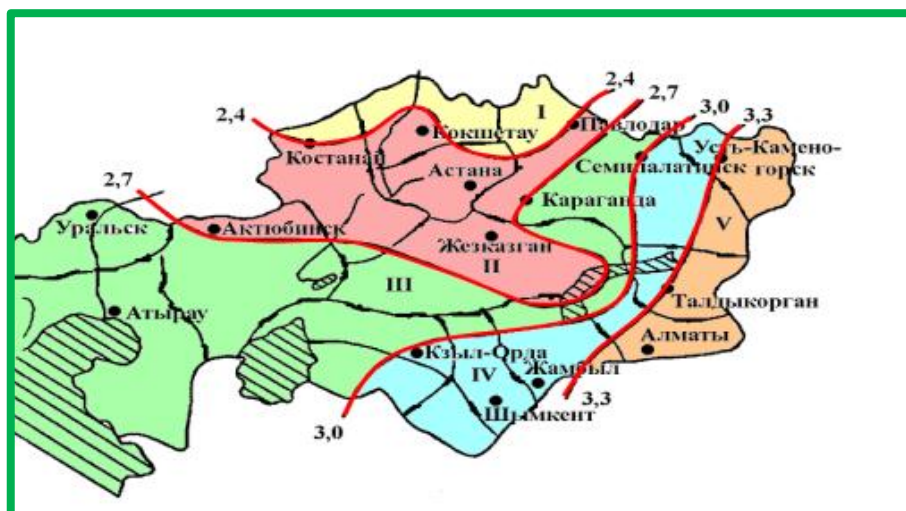 2,4
2,7
3,0
3,3
I
2,4
Кокшетау
Павлодар
Костанай
Семипалатинск
Усть-Камено-
горск
2,7
Астана
Караганда
V
Уральск
Актюбинск
Жезказган
II
III
Талдыкорган
Атырау
Алматы
Кзыл-Орда
IV
Жамбыл
3,3
Шрымкент
3,0